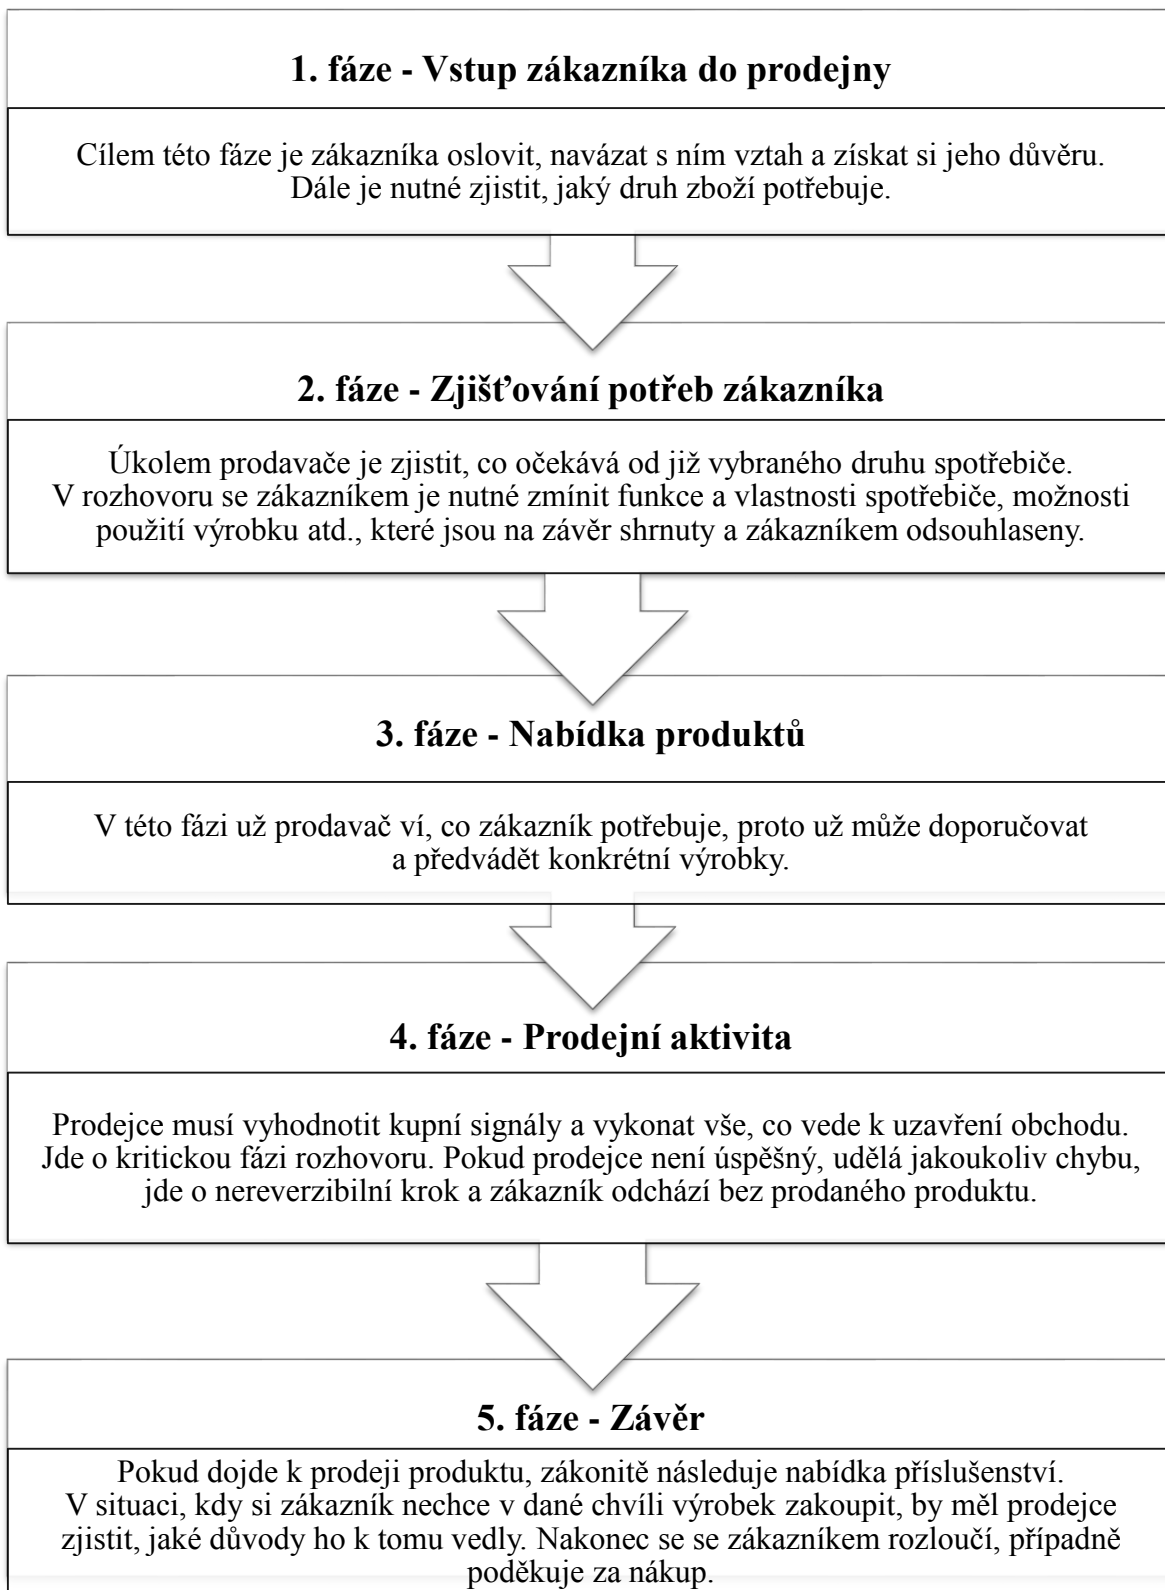 1. fáze - Vstup zákazníka do prodejny
Cílem této fáze je zákazníka oslovit, navázat s ním vztah a získat si jeho důvěru.
Dále je nutné zjistit, jaký druh zboží potřebuje.
2. fáze - Zjišťování potřeb zákazníka
Úkolem prodavače je zjistit, co očekává od již vybraného druhu spotřebiče.
V rozhovoru se zákazníkem je nutné zmínit funkce a vlastnosti spotřebiče, možnosti
použití výrobku atd., které jsou na závěr shrnuty a zákazníkem odsouhlaseny.
3. fáze - Nabídka produktů
V této fázi už prodavač ví, co zákazník potřebuje, proto už může doporučovat
a předvádět konkrétní výrobky.
4. fáze - Prodejní aktivita
Prodejce musí vyhodnotit kupní signály a vykonat vše, co vede k uzavření obchodu.
Jde o kritickou fázi rozhovoru. Pokud prodejce není úspěšný, udělá jakoukoliv chybu,
jde o nereverzibilní krok a zákazník odchází bez prodaného produktu.
5. fáze - Závěr
Pokud dojde k prodeji produktu, zákonitě následuje nabídka příslušenství.
V situaci, kdy si zákazník nechce v dané chvíli výrobek zakoupit, by měl prodejce
zjistit, jaké důvody ho k tomu vedly. Nakonec se se zákazníkem rozloučí, případně
poděkuje za nákup.